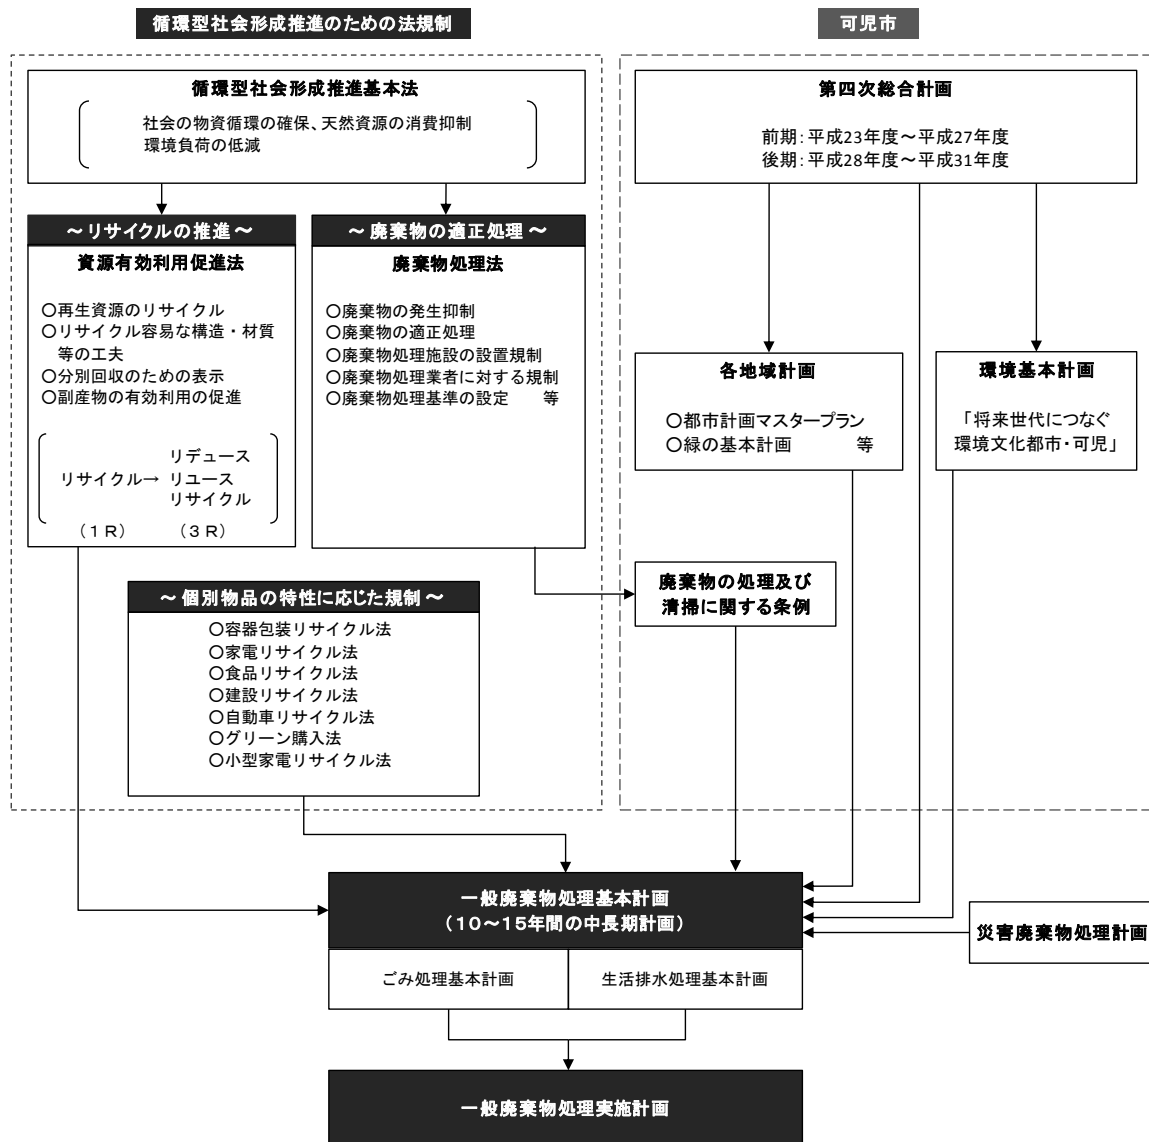 循環型社会形成推進のための法規制
可児市
循環型社会形成推進基本法
社会の物資循環の確保、天然資源の消費抑制
環境負荷の低減
第四次総合計画
前期：平成23年度～平成27年度
後期：平成28年度～平成31年度
～リサイクルの推進～
資源有効利用促進法
○再生資源のリサイクル
○リサイクル容易な構造・材質
等の工夫
○分別回収のための表示
○副産物の有効利用の促進
リサイクル→
リデュース
リユース
リサイクル
（１Ｒ）　（３Ｒ）
～廃棄物の適正処理～
廃棄物処理法
○廃棄物の発生抑制
○廃棄物の適正処理
○廃棄物処理施設の設置規制
○廃棄物処理業者に対する規制
○廃棄物処理基準の設定　　等
各地域計画
○都市計画マスタープラン
○緑の基本計画　　　等
環境基本計画
「将来世代につなぐ
環境文化都市・可児」
廃棄物の処理及び
清掃に関する条例
～個別物品の特性に応じた規制～
○容器包装リサイクル法
○家電リサイクル法
○食品リサイクル法
○建設リサイクル法
○自動車リサイクル法
○グリーン購入法
○小型家電リサイクル法
一般廃棄物処理基本計画
（１０～１５年間の中長期計画）
災害廃棄物処理計画
ごみ処理基本計画
生活排水処理基本計画
一般廃棄物処理実施計画